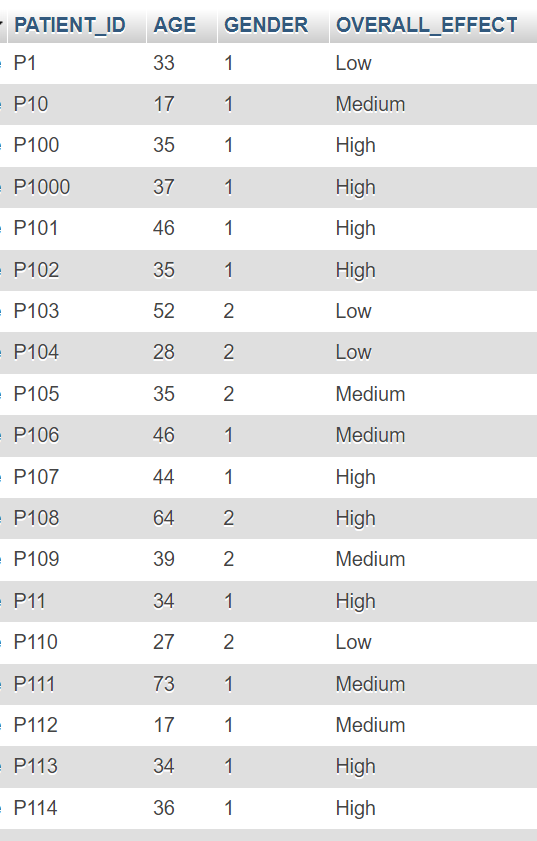 PATIENT_ID AGE GENDER OVERALL_EFFECT
P1 33 1 Low
P10 17 1 Medium
P100 35 1 High
P1000 37 1 High
P101 46 1 High
P102 35 1 High
P103 52 2 Low
P104 28 2 Low
P105 35 2 Medium
P106 46 1 Medium
P107 44 1 High
P108 64 2 High
P109 39 2 Medium
P11 34 1 High
P110 27 2 Low
P111 73 1 Medium
P112 17 1 Medium
P113 34 1 High
P114 36 1 High